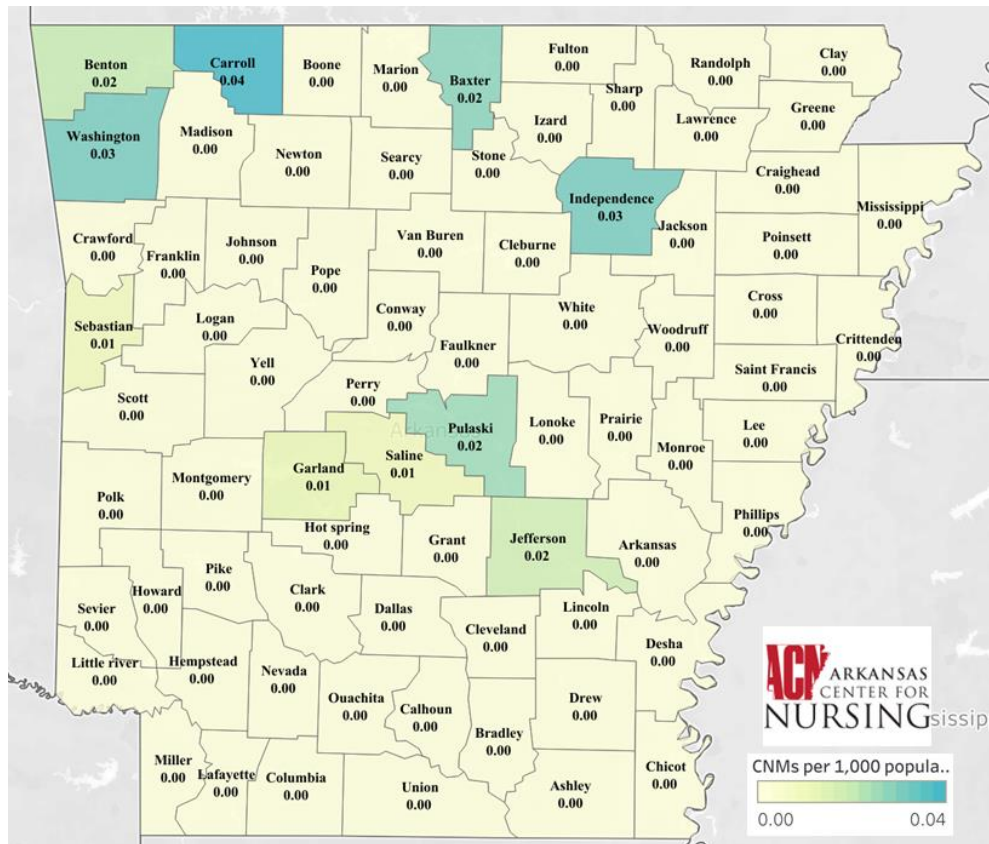 Benton
0.02
Carroll
0.04
Boone
0.00
Marion
0.00
Baxter
0.02
Fulton
0.00
Randolph
0.00
Clay
0.00
Sharp
0.00
Greene
0.00
Lawrence
0.00
Izard
0.00
Washington
0.03
Madison
0.00
Newton
0.00
Searcy
0.00
Stone
0.00
Independence
0.03
Craighead
0.00
Mississippi
0.00
Jackson
0.00
Poinsett
0.00
Crawford
0.00
Franklin
0.00
Johnson
0.00
Pope
0.00
Van Buren
0.00
Cleburne
0.00
Sebastian
0.01
Logan
0.00
Conway
0.00
White
0.00
Woodruff
0.00
Cross
0.00
Crittenden
0.00
Faulkner
0.00
Yell
0.00
Saint Francis
0.00
Scott
0.00
Perry
0.00
Arkansas
Pulaski
0.02
Lonoke
0.00
Prairie
0.00
Monroe
0.00
Lee
0.00
Saline
0.01
Garland
0.01
Montgomery
0.00
Polk
0.00
Phillips
0.00
Hot spring
0.00
Grant
0.00
Jefferson
0.02
Arkansas
0.00
Pike
0.00
Howard
0.00
Clark
0.00
Sevier
0.00
Dallas
0.00
Cleveland
0.00
Lincoln
0.00
Desha
0.00
Little river
0.00
Hempstead
0.00
Nevada
0.00
Ouachita
0.00
Calhoun
0.00
Drew
0.00
Bradley
0.00
Miller
0.00
Lafayette
0.00
Columbia
0.00
Union
0.00
Ashley
0.00
Chicot
0.00
ACN ARKANSAS
CENTER FOR
NURSING
sissip
CNMs per 1,000 popula..
0.00 0.04